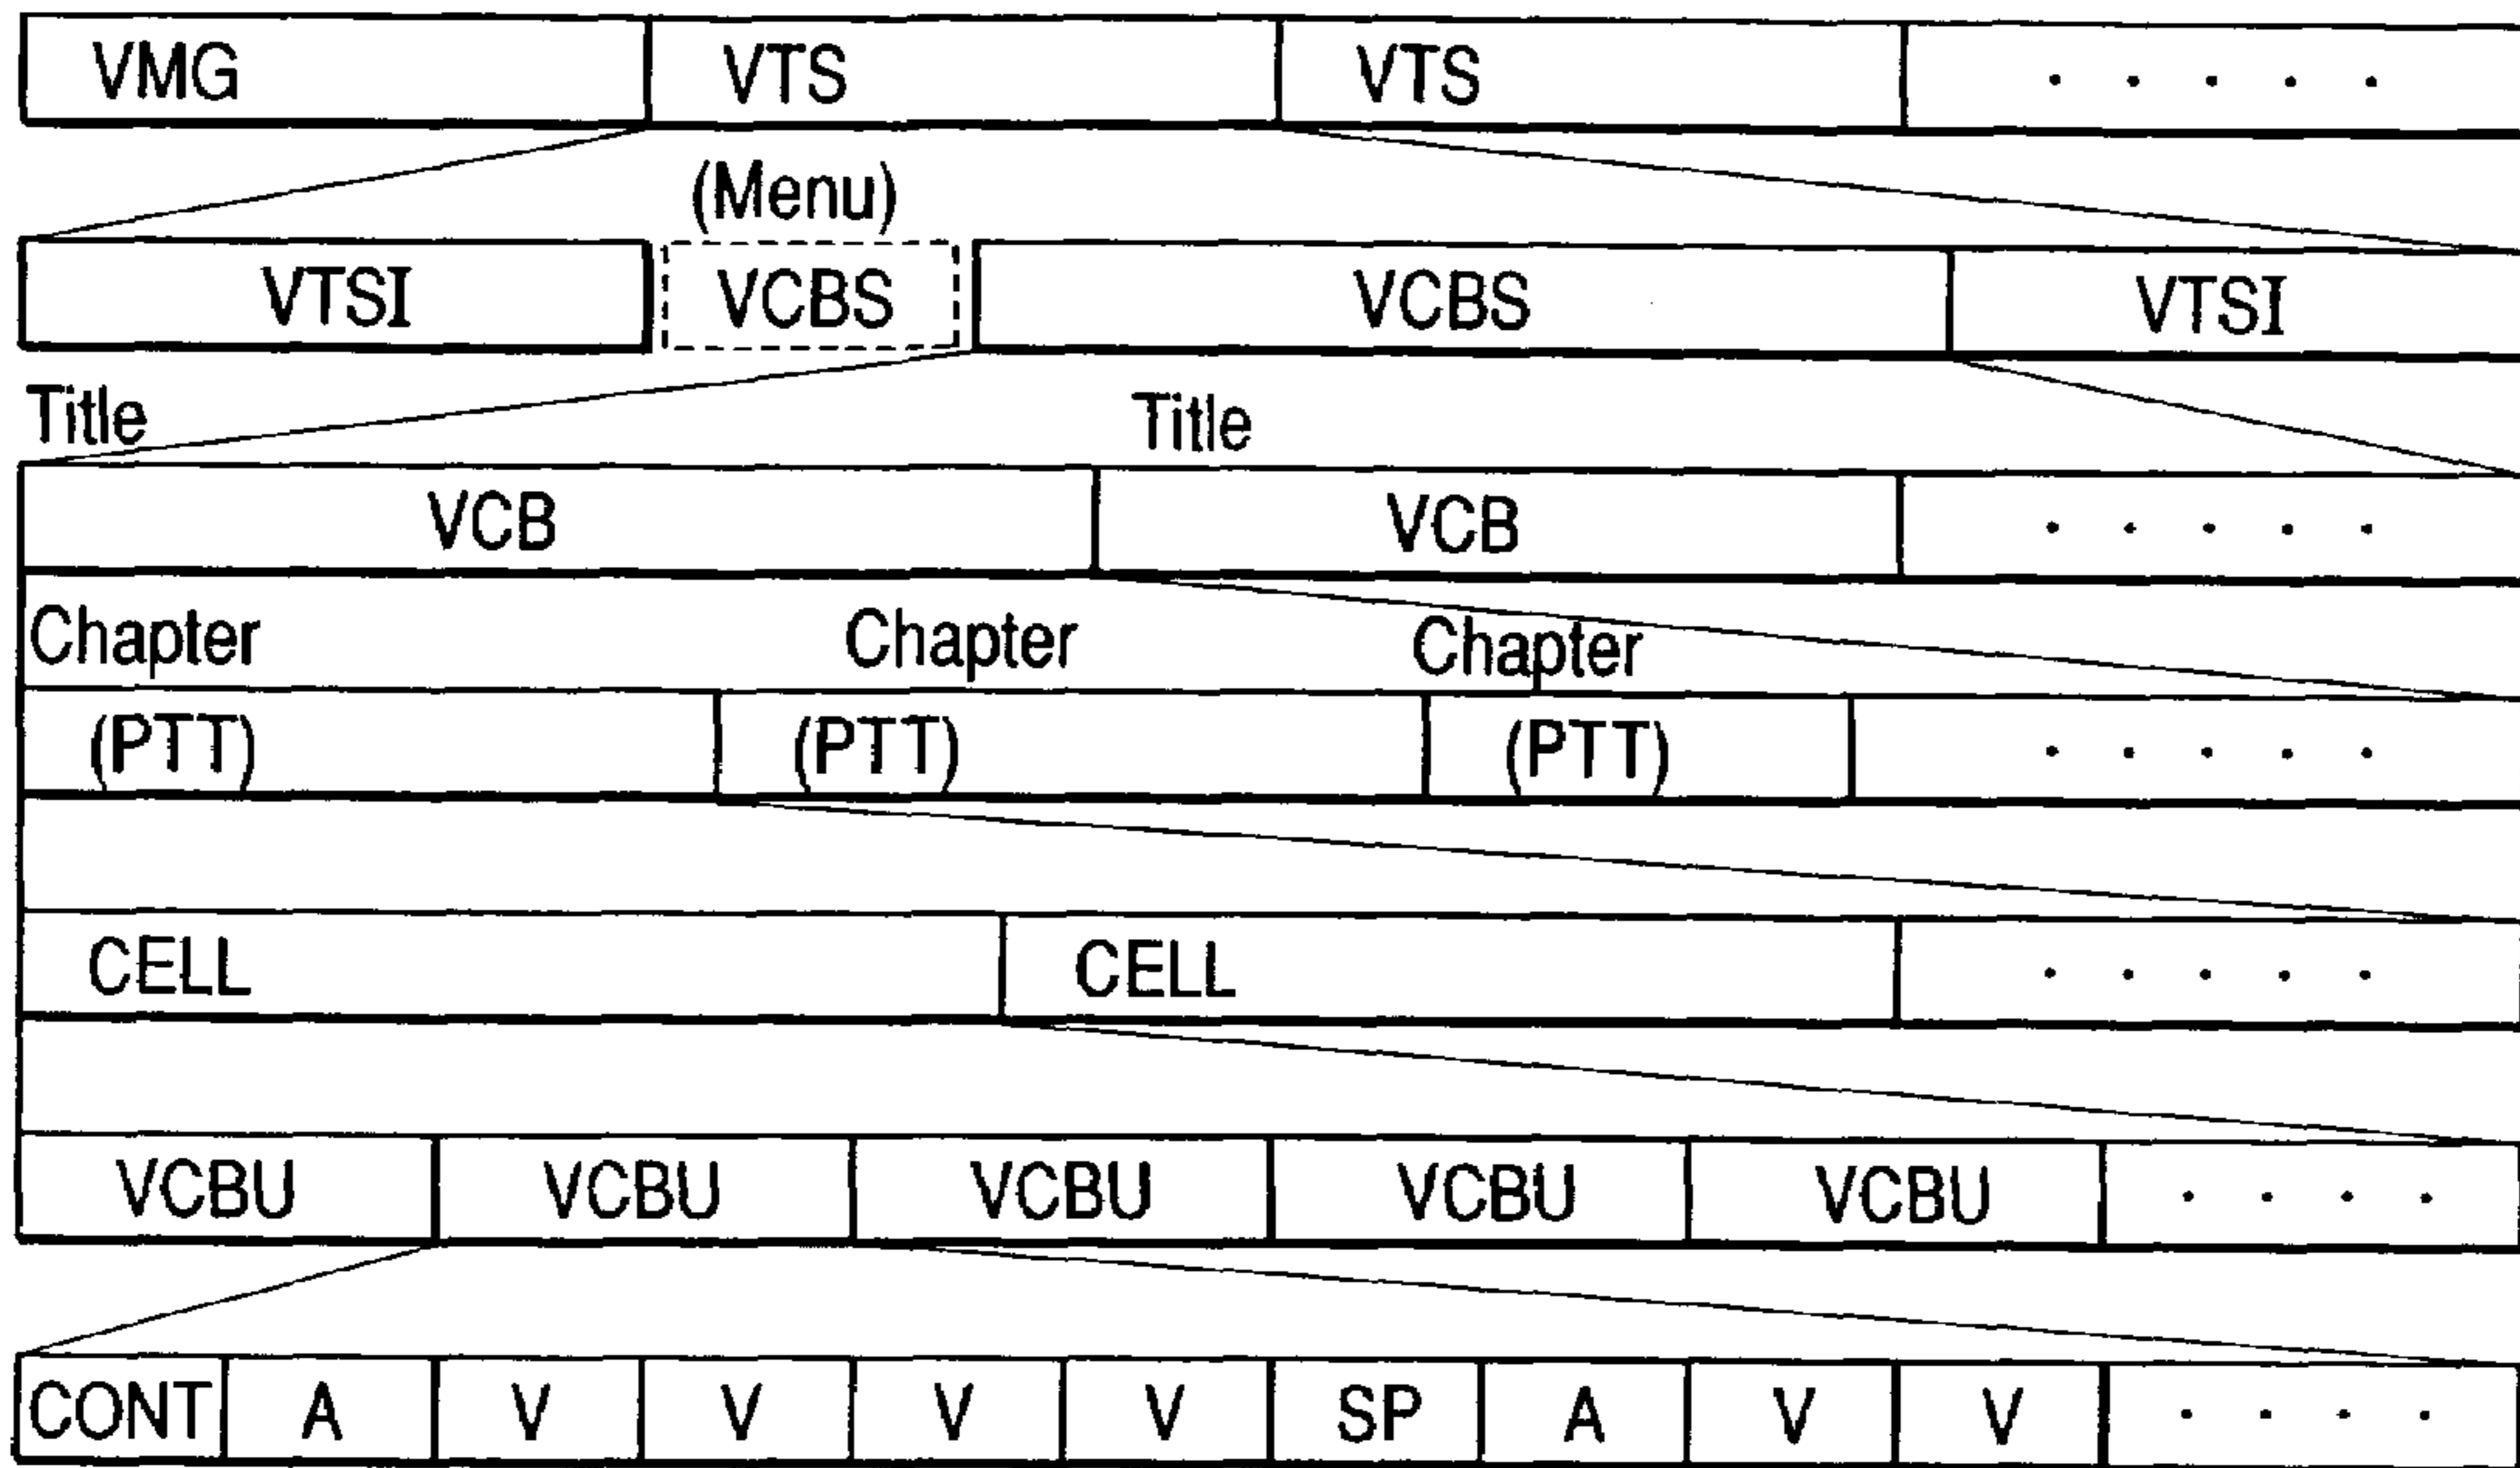 VMG VTS VTS . . . . .
(Menu)
VTSI VCBS VCBS VTSI
Title Title
VCB VCB . . . . .
Chapter Chapter Chapter
(PTT) (PTT) (PTT) . . . . .
CELL CELL . . . . .
VCBU VCBU VCBU VCBU VCBU . . . .
CONT A V V V V SP A V V . . . .